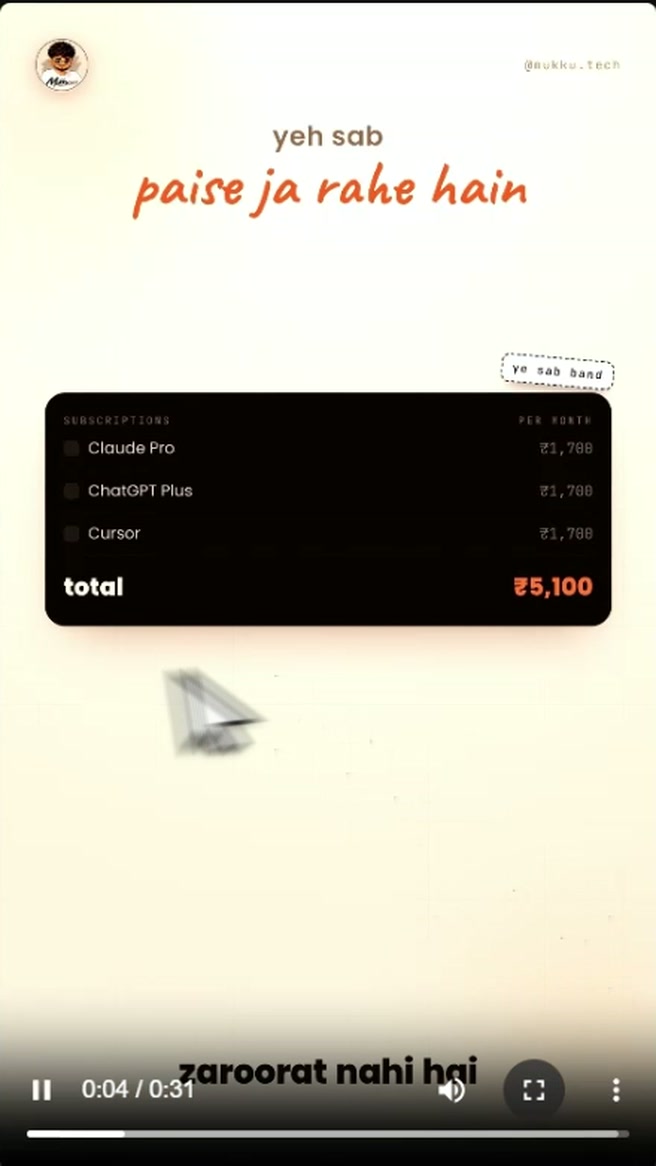 @mukku.tech
yeh sab
paise ja rahe hain
ye sab band
SUBSCRIPTIONS PER MONTH
Claude Pro ₹1,700
ChatGPT Plus ₹1,700
Cursor ₹1,700
total ₹5,100
zaroorat nahi hai
0:04 / 0:31